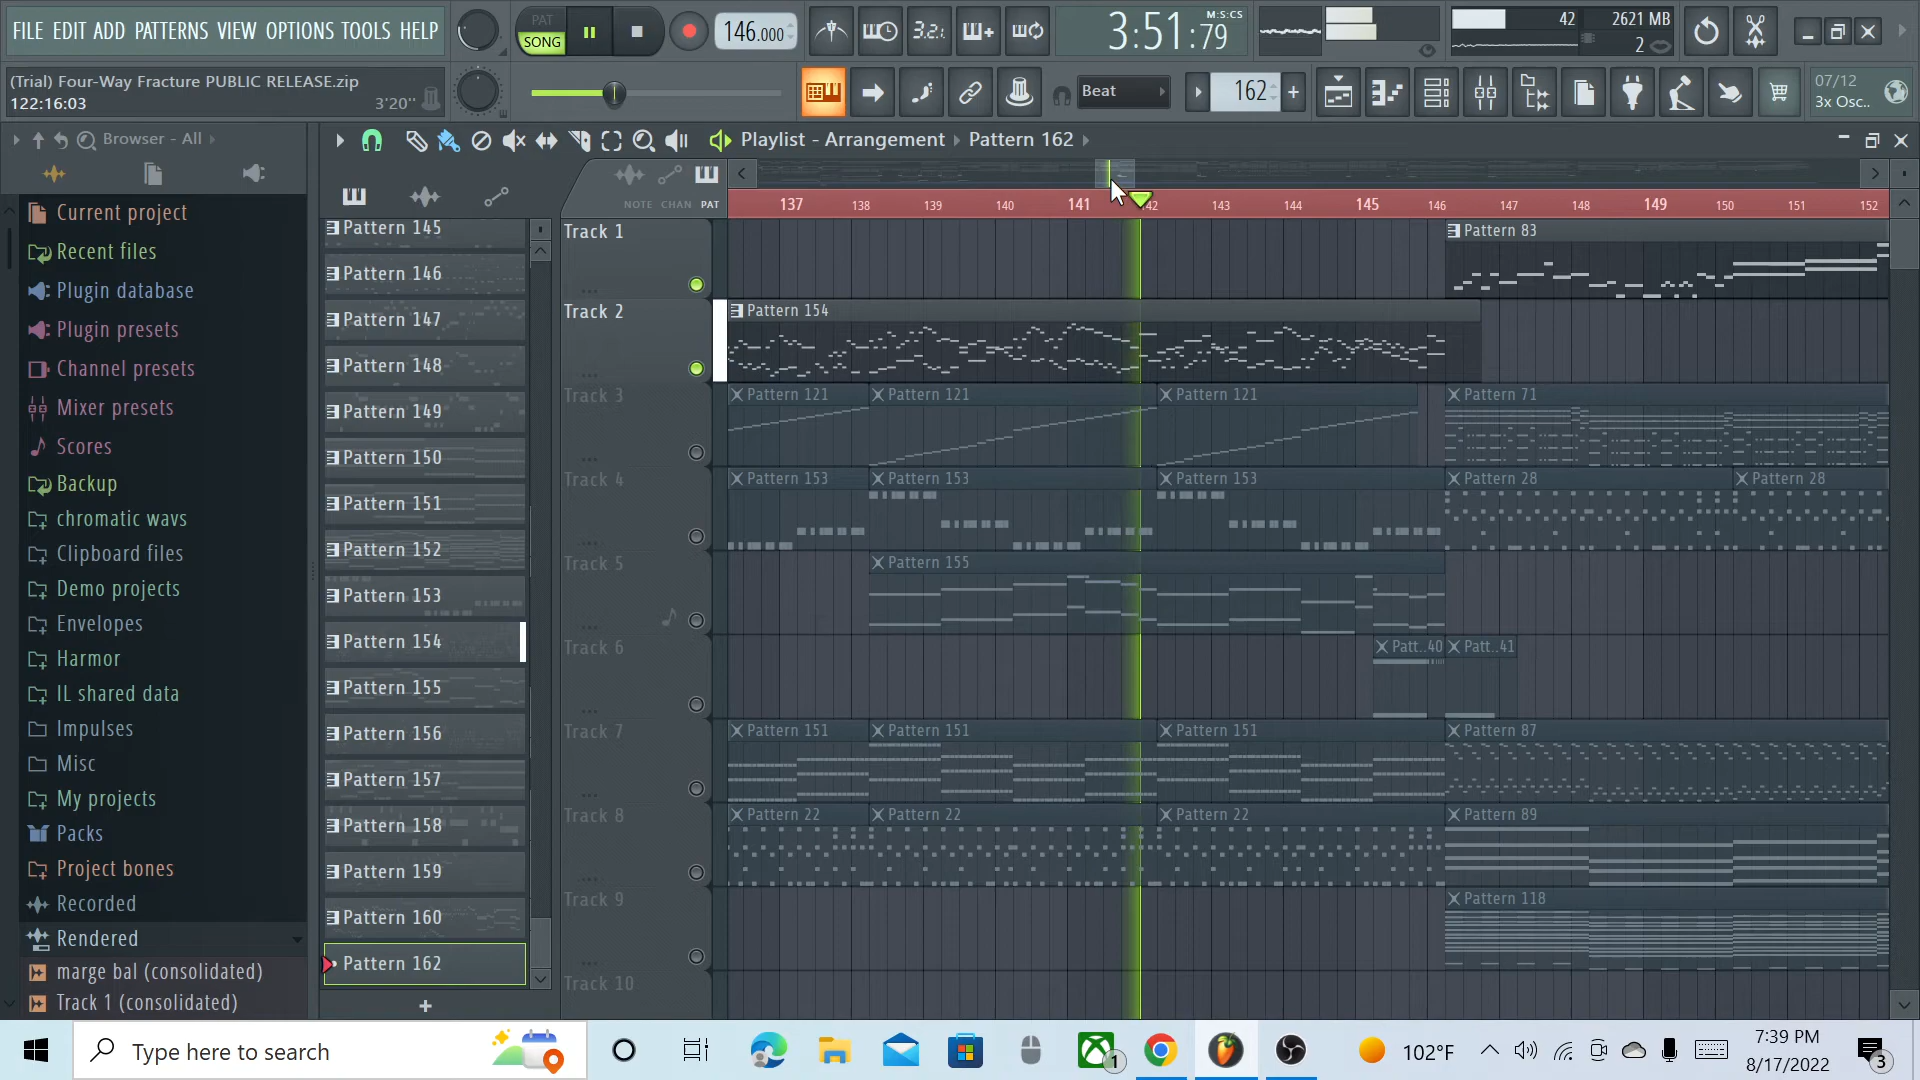 FILE EDIT ADD PATTERNS VIEW OPTIONS TOOLS HELP
PAT
SONG
146.000
3.2.1
3:51:79
M:S:CS
42
2621 MB
2
(Trial) Four-Way Fracture PUBLIC RELEASE.zip
122:16:03
3'20"
Beat
162
07/12
3x Osc..
Browser - All
Playlist - Arrangement
Pattern 162
NOTE CHAN PAT
137 138 139 140 141 142 143 144 145 146 147 148 149 150 151 152
Current project
Recent files
Plugin database
Plugin presets
Channel presets
Mixer presets
Scores
Backup
chromatic wavs
Clipboard files
Demo projects
Envelopes
Harmor
IL shared data
Impulses
Misc
My projects
Packs
Project bones
Recorded
Rendered
marge bal (consolidated)
Track 1 (consolidated)
Pattern 145
Pattern 146
Pattern 147
Pattern 148
Pattern 149
Pattern 150
Pattern 151
Pattern 152
Pattern 153
Pattern 154
Pattern 155
Pattern 156
Pattern 157
Pattern 158
Pattern 159
Pattern 160
Pattern 162
Track 1
Pattern 83
Track 2
Pattern 154
Track 3
Pattern 121 Pattern 121 Pattern 121 Pattern 71
Track 4
Pattern 153 Pattern 153 Pattern 153 Pattern 28 Pattern 28
Track 5
Pattern 155
Track 6
Patt..40 Patt..41
Track 7
Pattern 151 Pattern 151 Pattern 151 Pattern 87
Track 8
Pattern 22 Pattern 22 Pattern 22 Pattern 89
Track 9
Pattern 118
Track 10
Type here to search
1
102°F
7:39 PM
8/17/2022
3